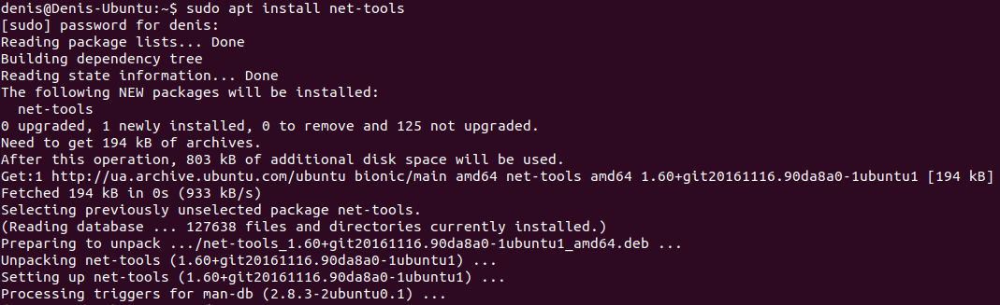 denis@Denis-Ubuntu:~$ sudo apt install net-tools
[sudo] password for denis:
Reading package lists... Done
Building dependency tree
Reading state information... Done
The following NEW packages will be installed:
  net-tools
0 upgraded, 1 newly installed, 0 to remove and 125 not upgraded.
Need to get 194 kB of archives.
After this operation, 803 kB of additional disk space will be used.
Get:1 http://ua.archive.ubuntu.com/ubuntu bionic/main amd64 net-tools amd64 1.60+git20161116.90da8a0-1ubuntu1 [194 kB]
Fetched 194 kB in 0s (933 kB/s)
Selecting previously unselected package net-tools.
(Reading database ... 127638 files and directories currently installed.)
Preparing to unpack .../net-tools_1.60+git20161116.90da8a0-1ubuntu1_amd64.deb ...
Unpacking net-tools (1.60+git20161116.90da8a0-1ubuntu1) ...
Setting up net-tools (1.60+git20161116.90da8a0-1ubuntu1) ...
Processing triggers for man-db (2.8.3-2ubuntu0.1) ...